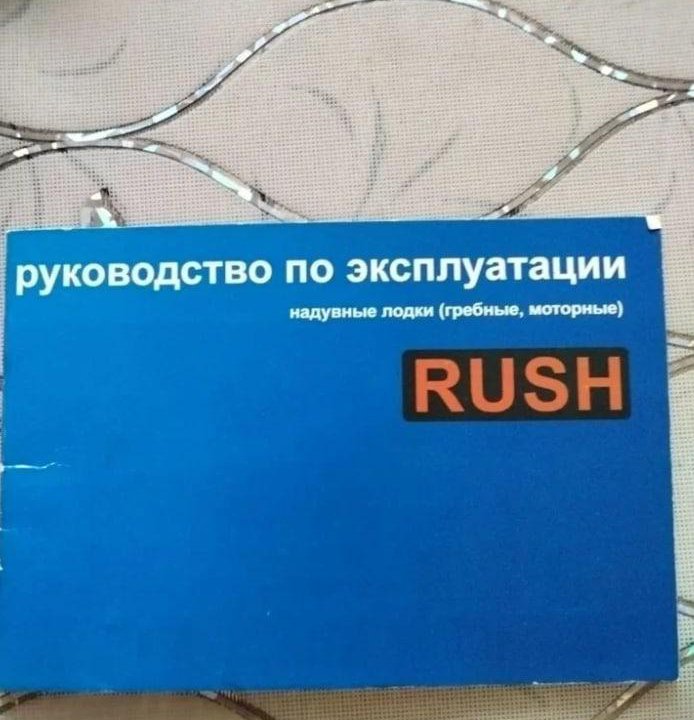 руководство по эксплуатации
надувные лодки (гребные, моторные)
RUSH